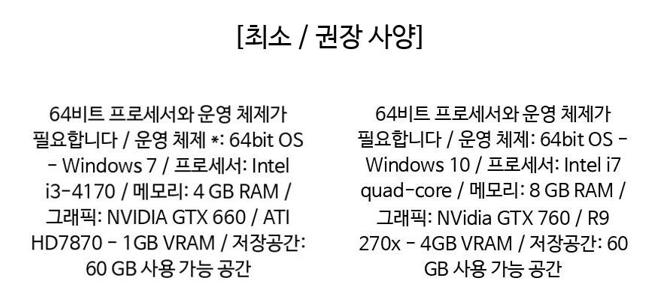 [최소 / 권장 사양]
64비트 프로세서와 운영 체제가
필요합니다 / 운영 체제 *: 64bit OS
- Windows 7 / 프로세서: Intel
i3-4170 / 메모리: 4 GB RAM /
그래픽: NVIDIA GTX 660 / ATI
HD7870 - 1GB VRAM / 저장공간:
60 GB 사용 가능 공간
64비트 프로세서와 운영 체제가
필요합니다 / 운영 체제: 64bit OS -
Windows 10 / 프로세서: Intel i7
quad-core / 메모리: 8 GB RAM /
그래픽: NVidia GTX 760 / R9
270x - 4GB VRAM / 저장공간: 60
GB 사용 가능 공간